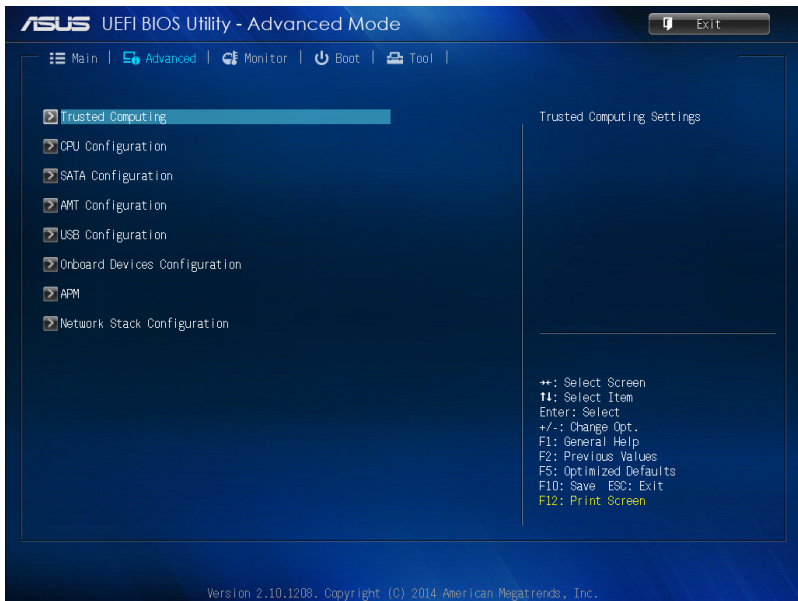 ASUS UEFI BIOS Utility - Advanced Mode
Exit
Main | Advanced | Monitor | Boot | Tool |
Trusted Computing
CPU Configuration
SATA Configuration
AMT Configuration
USB Configuration
Onboard Devices Configuration
APM
Network Stack Configuration
Trusted Computing Settings
→←: Select Screen
↑↓: Select Item
Enter: Select
+/-: Change Opt.
F1: General Help
F2: Previous Values
F5: Optimized Defaults
F10: Save ESC: Exit
F12: Print Screen
Version 2.10.1208. Copyright (C) 2014 American Megatrends, Inc.